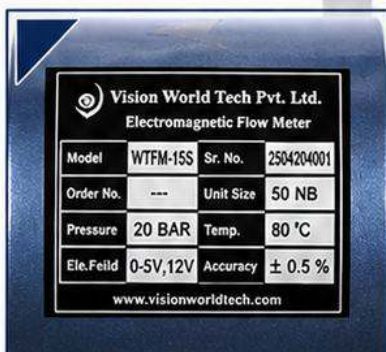 Vision World Tech Pvt. Ltd.
Electromagnetic Flow Meter
Model WTFM-15S Sr. No. 2504204001
Order No. --- Unit Size 50 NB
Pressure 20 BAR Temp. 80 °C
Ele.Feild 0-5V,12V Accuracy ± 0.5 %
www.visionworldtech.com